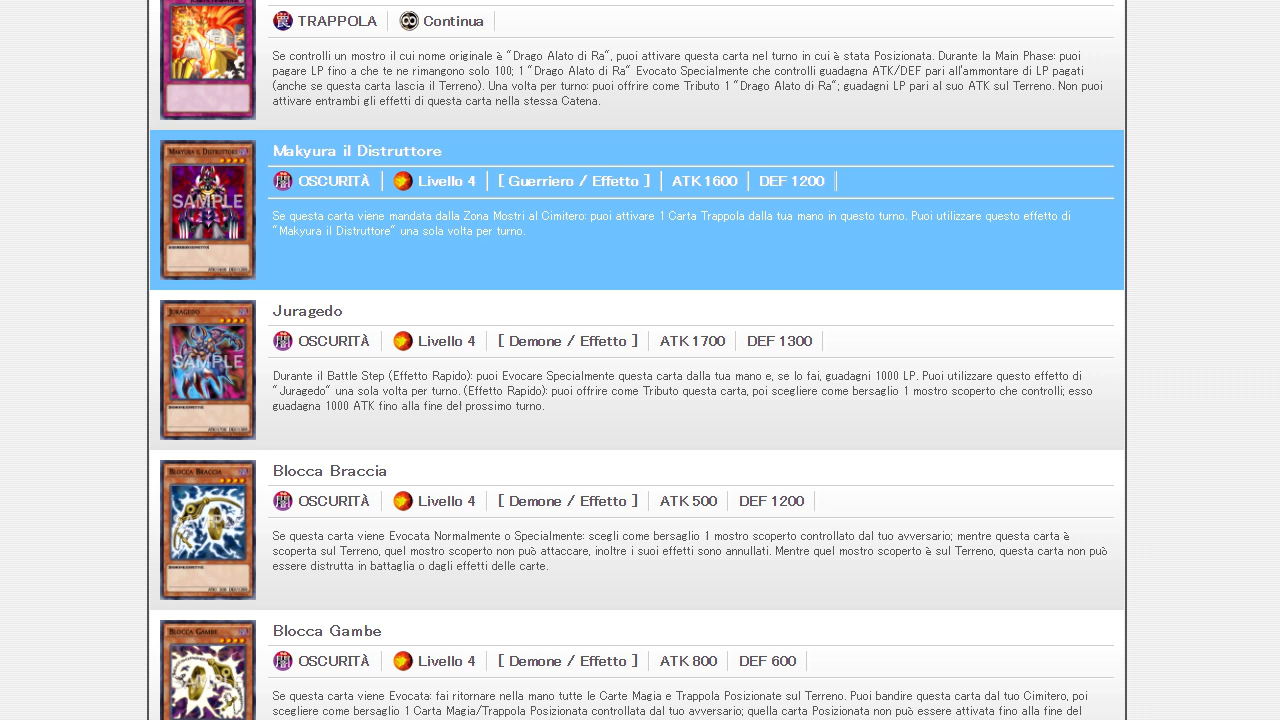 TRAPPOLA Continua
Se controlli un mostro il cui nome originale è "Drago Alato di Ra", puoi attivare questa carta nel turno in cui è stata Posizionata. Durante la Main Phase: puoi
pagare LP fino a che te ne rimangono solo 100; 1 "Drago Alato di Ra" Evocato Specialmente che controlli guadagna ATK/DEF pari all'ammontare di LP pagati
(anche se questa carta lascia il Terreno). Una volta per turno: puoi offrire come Tributo 1 "Drago Alato di Ra"; guadagni LP pari al suo ATK sul Terreno. Non puoi
attivare entrambi gli effetti di questa carta nella stessa Catena.
MAKYURA IL DISTRUTTORE
SAMPLE
Makyura il Distruttore
OSCURITÀ Livello 4 [ Guerriero / Effetto ] ATK 1600 DEF 1200
Se questa carta viene mandata dalla Zona Mostri al Cimitero: puoi attivare 1 Carta Trappola dalla tua mano in questo turno. Puoi utilizzare questo effetto di
"Makyura il Distruttore" una sola volta per turno.
JURAGEDO
SAMPLE
Juragedo
OSCURITÀ Livello 4 [ Demone / Effetto ] ATK 1700 DEF 1300
Durante il Battle Step (Effetto Rapido): puoi Evocare Specialmente questa carta dalla tua mano e, se lo fai, guadagni 1000 LP. Puoi utilizzare questo effetto di
"Juragedo" una sola volta per turno. (Effetto Rapido): puoi offrire come Tributo questa carta, poi scegliere come bersaglio 1 mostro scoperto che controlli; esso
guadagna 1000 ATK fino alla fine del prossimo turno.
BLOCCA BRACCIA
Blocca Braccia
OSCURITÀ Livello 4 [ Demone / Effetto ] ATK 500 DEF 1200
Se questa carta viene Evocata Normalmente o Specialmente: scegli come bersaglio 1 mostro scoperto controllato dal tuo avversario; mentre questa carta è
scoperta sul Terreno, quel mostro scoperto non può attaccare, inoltre i suoi effetti sono annullati. Mentre quel mostro è scoperto sul Terreno, questa carta non può
essere distrutta in battaglia o dagli effetti delle carte.
BLOCCA GAMBE
Blocca Gambe
OSCURITÀ Livello 4 [ Demone / Effetto ] ATK 800 DEF 600
Se questa carta viene Evocata: fai ritornare nella mano tutte le carte Magia e Trappola Posizionate sul Terreno. Puoi bandire questa carta dal tuo Cimitero, poi
scegliere come bersaglio 1 Carta Magia/Trappola Posizionata controllata dal tuo avversario; quella carta Posizionata non può essere attivata fino alla fine del